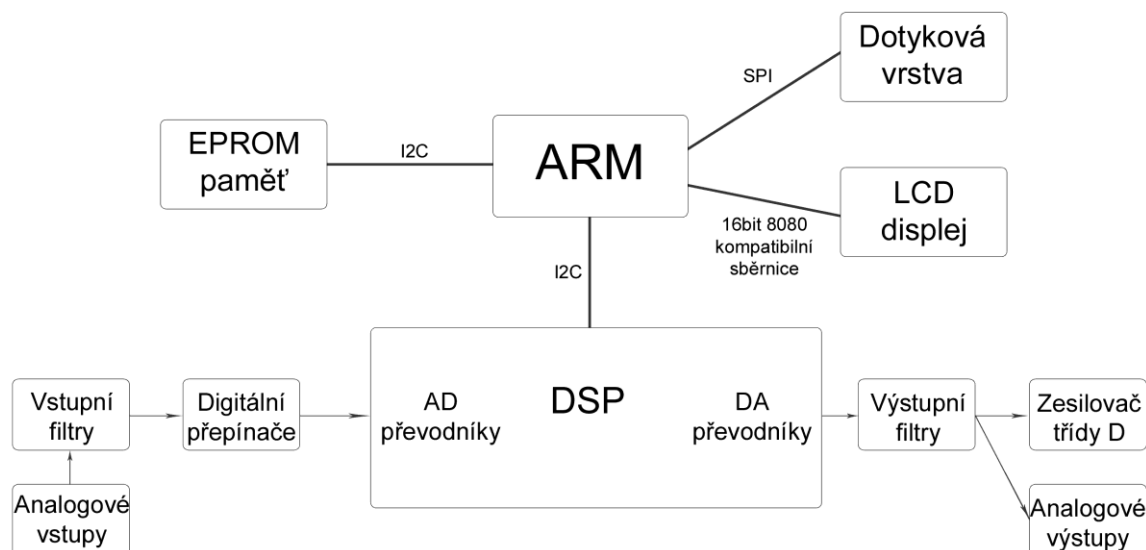 Dotyková
vrstva
SPI
EPROM
paměť
I2C
ARM
LCD
displej
16bit 8080
kompatibilní
sběrnice
I2C
Vstupní
filtry
Digitální
přepínače
AD
převodníky
DSP
DA
převodníky
Výstupní
filtry
Zesilovač
třídy D
Analogové
vstupy
Analogové
výstupy